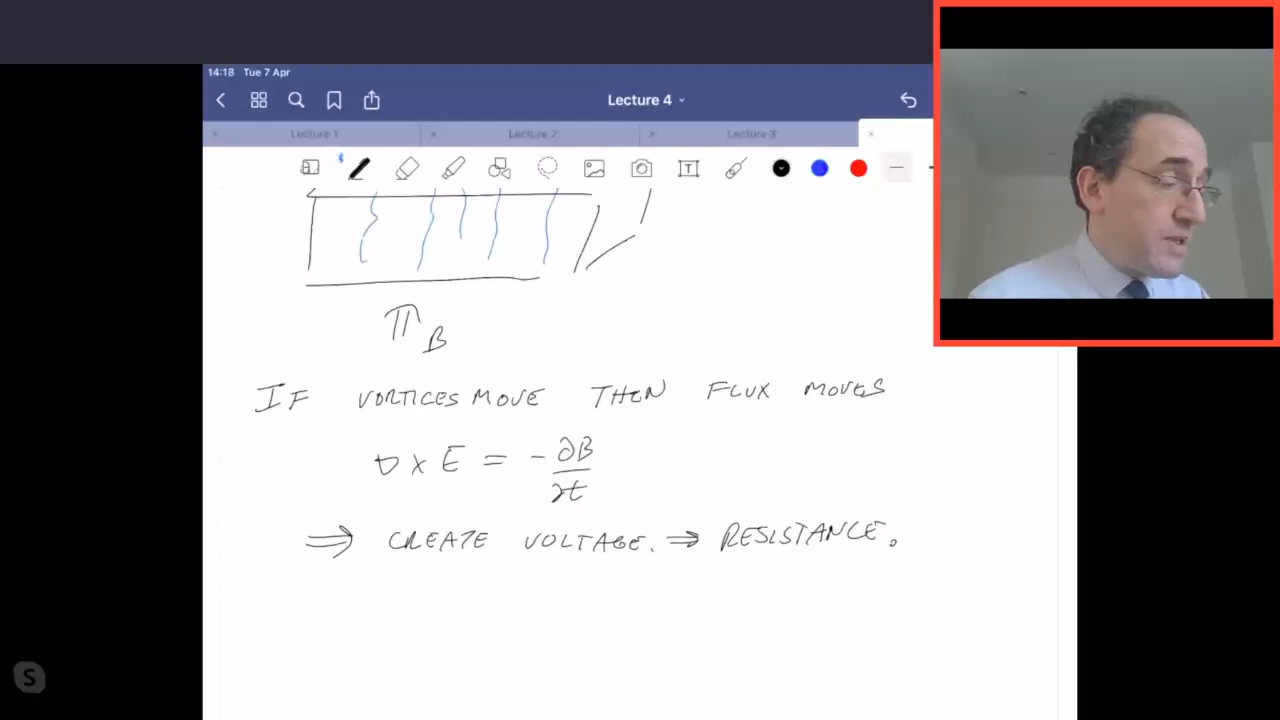 14:18 Tue 7 Apr
Lecture 4
Lecture 1 Lecture 2 Lecture 3
T
B
IF VORTICES MOVE THEN FLUX MOVES
∇ × E = - ∂B/∂t
⇒ CREATE VOLTAGE. ⇒ RESISTANCE.
S